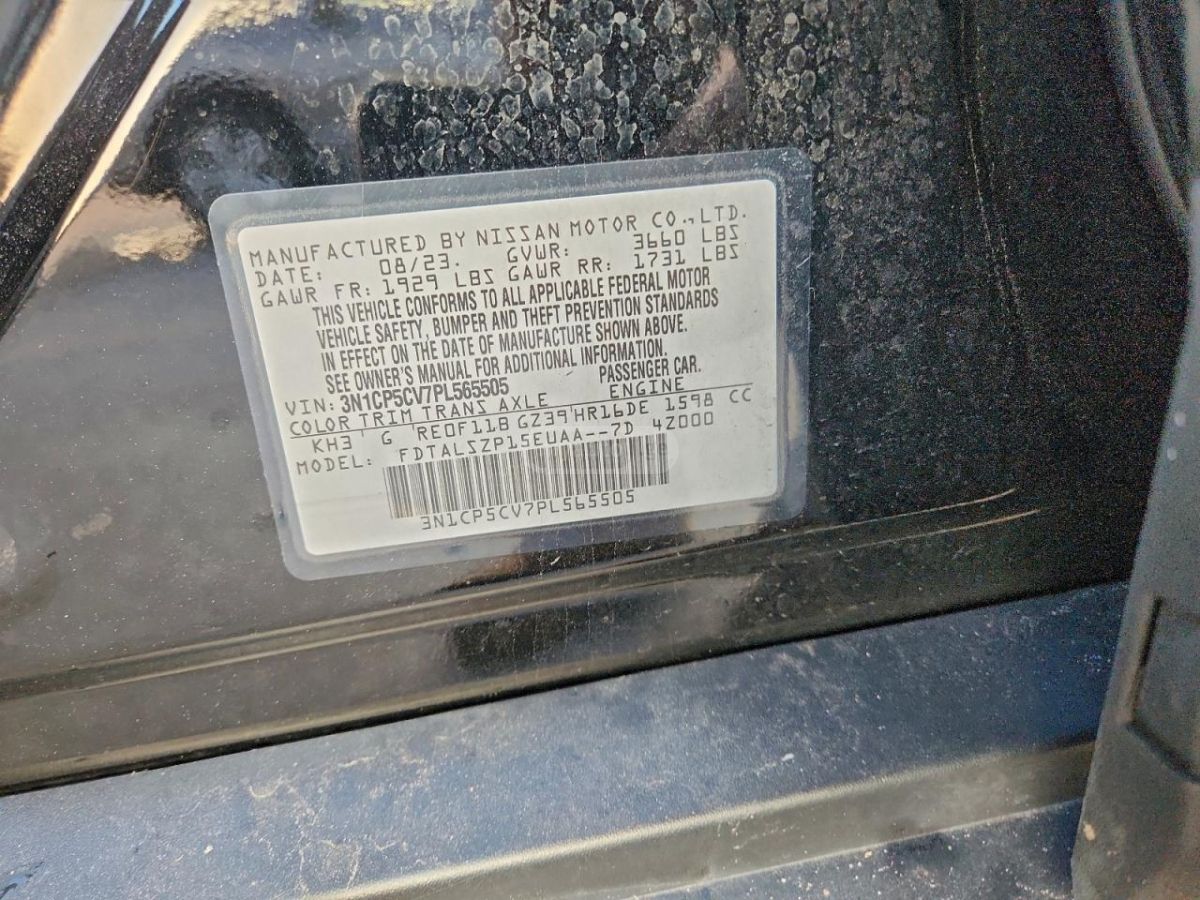 MANUFACTURED BY NISSAN MOTOR CO., LTD.
DATE: 08/23. GVWR: 3660 LBS
GAWR FR: 1929 LBS GAWR RR: 1731 LBS
THIS VEHICLE CONFORMS TO ALL APPLICABLE FEDERAL MOTOR
VEHICLE SAFETY, BUMPER AND THEFT PREVENTION STANDARDS
IN EFFECT ON THE DATE OF MANUFACTURE SHOWN ABOVE.
SEE OWNER'S MANUAL FOR ADDITIONAL INFORMATION.
VIN: 3N1CP5CV7PL565505 PASSENGER CAR.
COLOR TRIM TRANS AXLE ENGINE
KH3 G RE0F11B GZ39 HR16DE 1598 CC
MODEL: FDTALSZP15EUAA--7D 4Z000
3N1CP5CV7PL565505